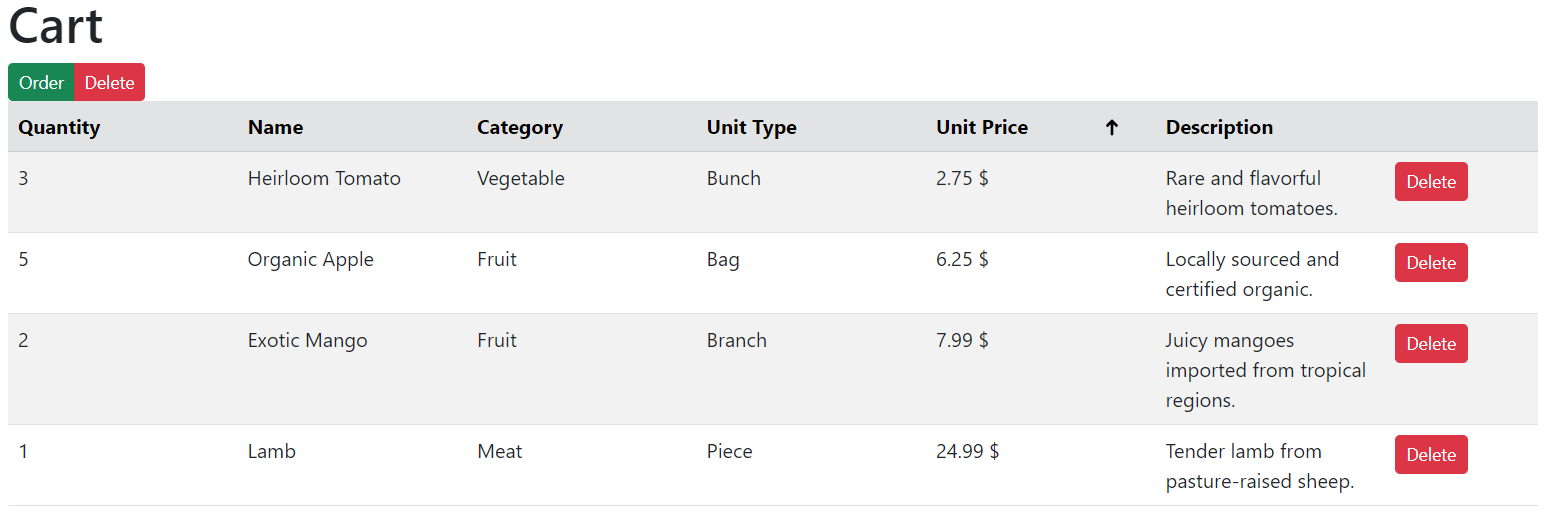 Cart
Order Delete
Quantity Name Category Unit Type Unit Price ↑ Description
3 Heirloom Tomato Vegetable Bunch 2.75 $ Rare and flavorful Delete
heirloom tomatoes.
5 Organic Apple Fruit Bag 6.25 $ Locally sourced and Delete
certified organic.
2 Exotic Mango Fruit Branch 7.99 $ Juicy mangoes Delete
imported from tropical
regions.
1 Lamb Meat Piece 24.99 $ Tender lamb from Delete
pasture-raised sheep.